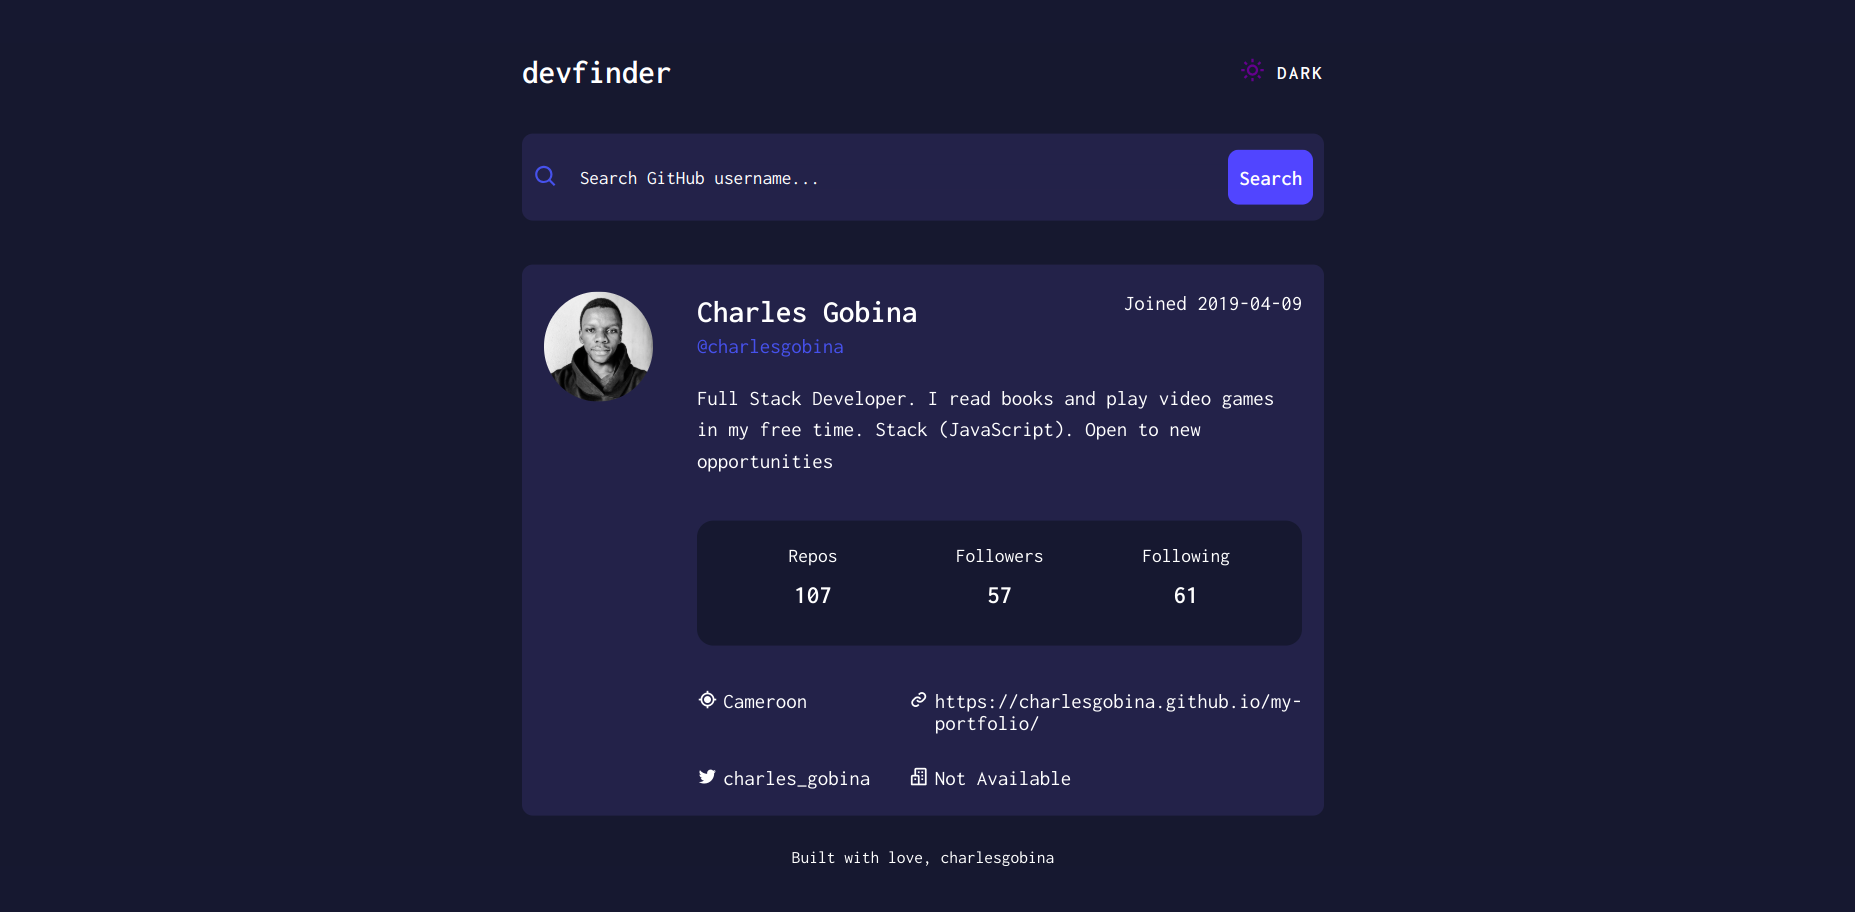 devfinder
DARK
Search GitHub username...
Search
Charles Gobina
Joined 2019-04-09
@charlesgobina
Full Stack Developer. I read books and play video games
in my free time. Stack (JavaScript). Open to new
opportunities
Repos
Followers
Following
107
57
61
Cameroon
https://charlesgobina.github.io/my-
portfolio/
charles_gobina
Not Available
Built with love, charlesgobina